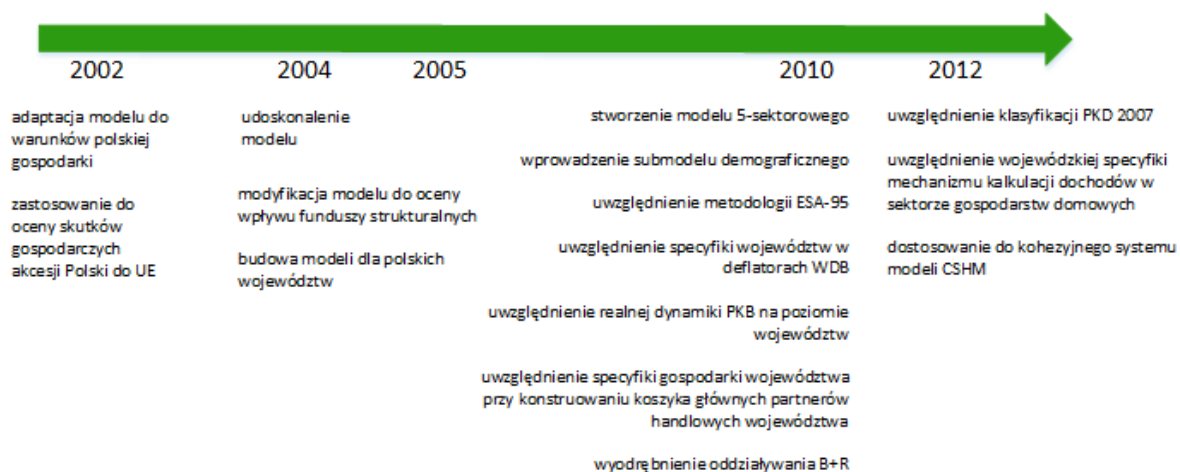 2002
2004
2005
2010
2012
adaptacja modelu do
warunków polskiej
gospodarki
zastosowanie do
oceny skutków
gospodarczych
akcesji Polski do UE
udoskonalenie
modelu
modyfikacja modelu do oceny
wpływu funduszy strukturalnych
budowa modeli dla polskich
województw
stworzenie modelu 5-sektorowego
wprowadzenie submodelu demograficznego
uwzględnienie metodologii ESA-95
uwzględnienie specyfiki województw w
deflatorach WDB
uwzględnienie realnej dynamiki PKB na poziomie
województw
uwzględnienie specyfiki gospodarki województwa
przy konstruowaniu koszyka głównych partnerów
handlowych województwa
wyodrębnienie oddziaływania B+R
uwzględnienie klasyfikacji PKD 2007
uwzględnienie wojewódzkiej specyfiki
mechanizmu kalkulacji dochodów w
sektorze gospodarstw domowych
dostosowanie do kohezyjnego systemu
modeli CSHM